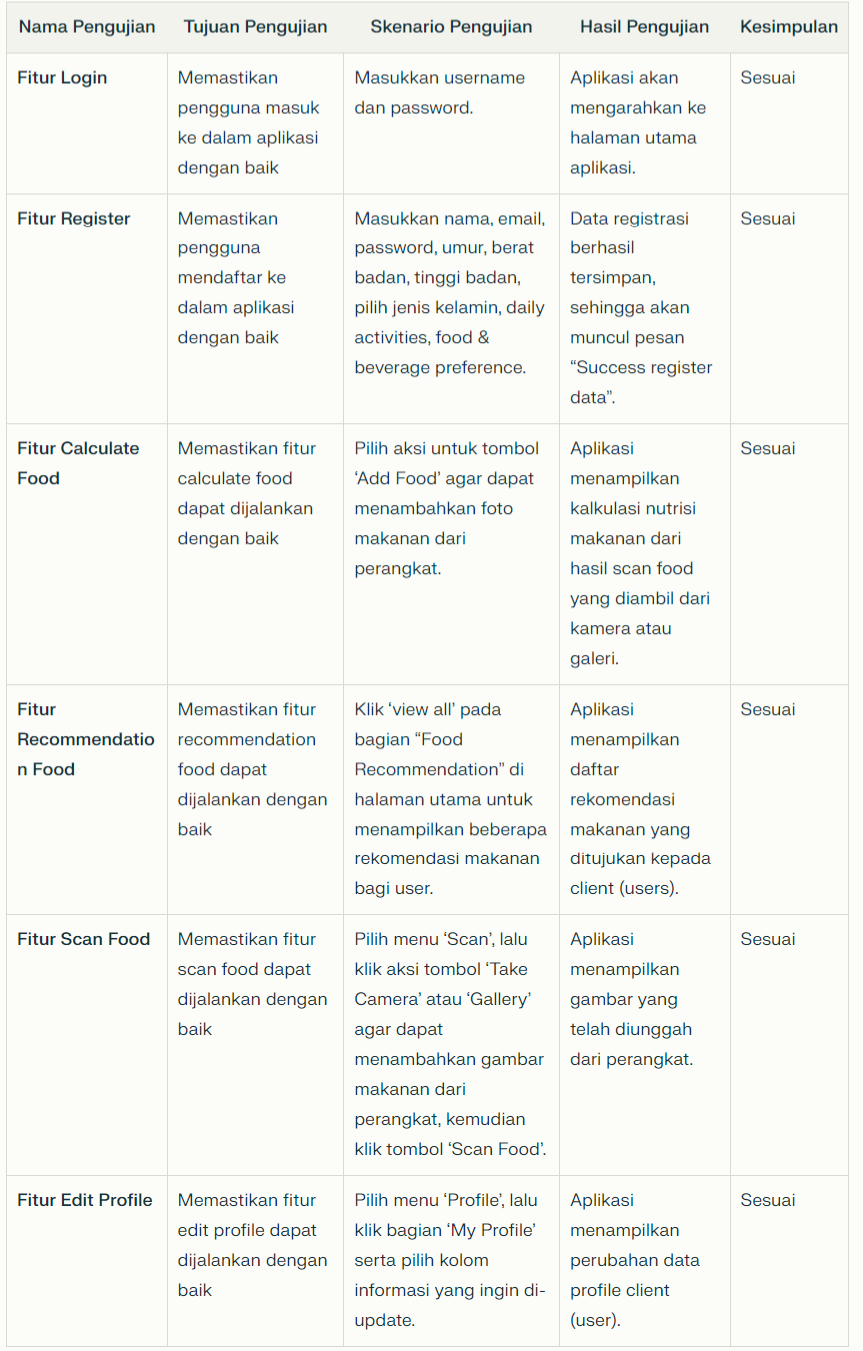 Nama Pengujian Tujuan Pengujian Skenario Pengujian Hasil Pengujian Kesimpulan
Fitur Login
Memastikan
pengguna masuk
ke dalam aplikasi
dengan baik
Masukkan username
dan password.
Aplikasi akan
mengarahkan ke
halaman utama
aplikasi.
Sesuai
Fitur Register
Memastikan
pengguna
mendaftar ke
dalam aplikasi
dengan baik
Masukkan nama, email,
password, umur, berat
badan, tinggi badan,
pilih jenis kelamin, daily
activities, food &
beverage preference.
Data registrasi
berhasil
tersimpan,
sehingga akan
muncul pesan
“Success register
data”.
Sesuai
Fitur Calculate
Food
Memastikan fitur
calculate food
dapat dijalankan
dengan baik
Pilih aksi untuk tombol
‘Add Food’ agar dapat
menambahkan foto
makanan dari
perangkat.
Aplikasi
menampilkan
kalkulasi nutrisi
makanan dari
hasil scan food
yang diambil dari
kamera atau
galeri.
Sesuai
Fitur
Recommendatio
n Food
Memastikan fitur
recommendation
food dapat
dijalankan dengan
baik
Klik ‘view all’ pada
bagian “Food
Recommendation” di
halaman utama untuk
menampilkan beberapa
rekomendasi makanan
bagi user.
Aplikasi
menampilkan
daftar
rekomendasi
makanan yang
ditujukan kepada
client (users).
Sesuai
Fitur Scan Food
Memastikan fitur
scan food dapat
dijalankan dengan
baik
Pilih menu ‘Scan’, lalu
klik aksi tombol ‘Take
Camera’ atau ‘Gallery’
agar dapat
menambahkan gambar
makanan dari
perangkat, kemudian
klik tombol ‘Scan Food’.
Aplikasi
menampilkan
gambar yang
telah diunggah
dari perangkat.
Sesuai
Fitur Edit Profile
Memastikan fitur
edit profile dapat
dijalankan dengan
baik
Pilih menu ‘Profile’, lalu
klik bagian ‘My Profile’
serta pilih kolom
informasi yang ingin di-
update.
Aplikasi
menampilkan
perubahan data
profile client
(user).
Sesuai